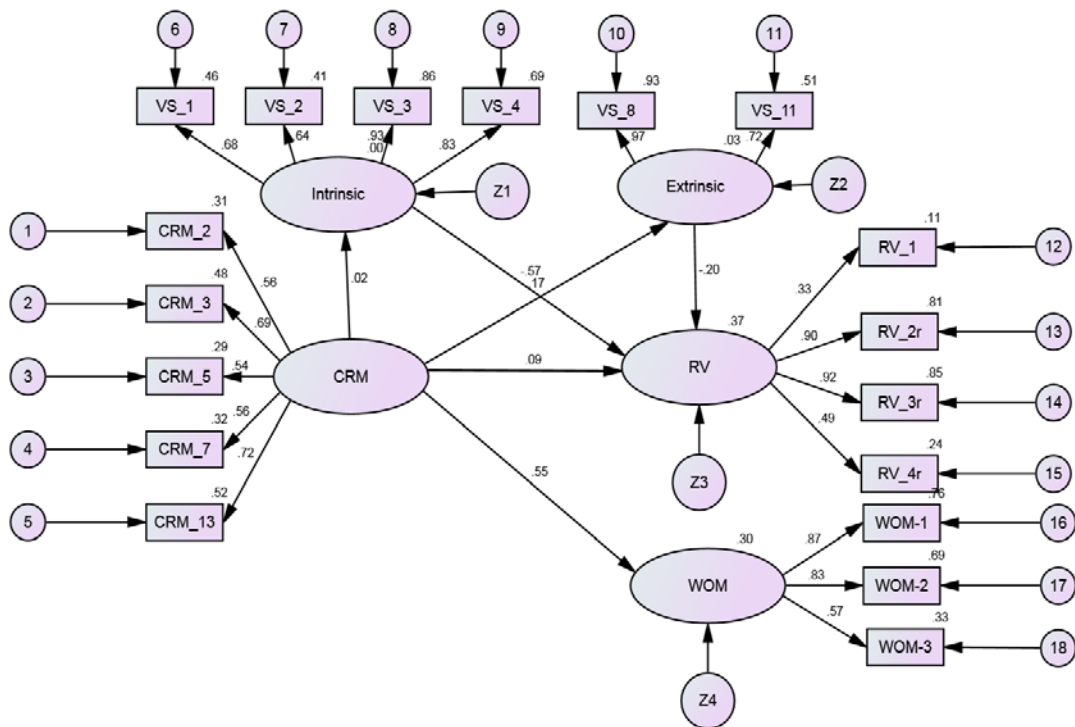 6
7
8
9
10
11
.46
.41
.86
.69
.93
.51
VS_1
VS_2
VS_3
VS_4
VS_8
VS_11
.68
.64
.93
.00
.83
.97
.03
.72
Intrinsic
Z1
Extrinsic
Z2
.31
1
CRM_2
.56
.11
RV_1
12
.33
.48
2
CRM_3
.69
.02
-.57
.17
-.20
.81
.90
RV_2r
13
.29
3
CRM_5
.54
CRM
.09
.37
RV
.92
.85
RV_3r
14
.32
.56
4
CRM_7
.72
.49
.24
RV_4r
15
.52
5
CRM_13
.55
Z3
.76
WOM-1
16
.87
.30
WOM
.83
.69
WOM-2
17
.57
.33
WOM-3
18
Z4